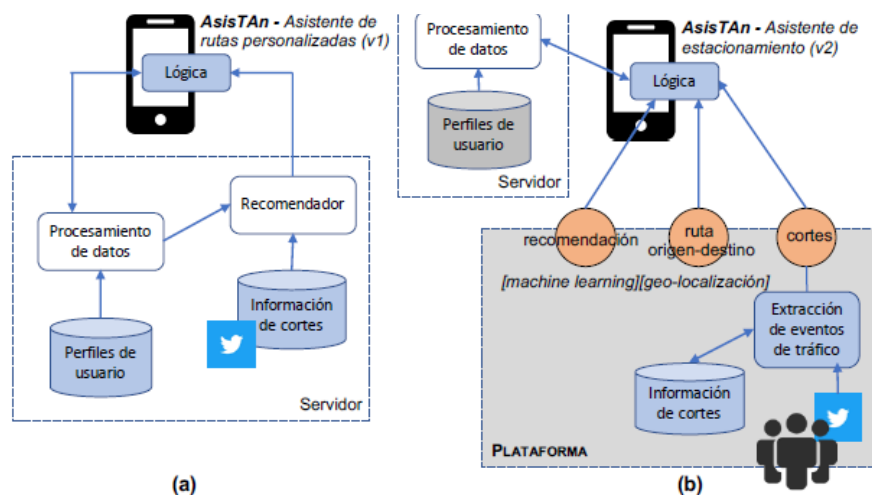 AsisTAn - Asistente de
rutas personalizadas (v1)
Lógica
Recomendador
Procesamiento
de datos
Información
de cortes
Perfiles de
usuario
Servidor
(a)
Procesamiento
de datos
AsisTAn - Asistente de
estacionamiento (v2)
Lógica
Perfiles de
usuario
Servidor
recomendación
ruta
origen-destino
cortes
[machine learning][geo-localización]
Extracción
de eventos
de tráfico
Información
de cortes
PLATAFORMA
(b)